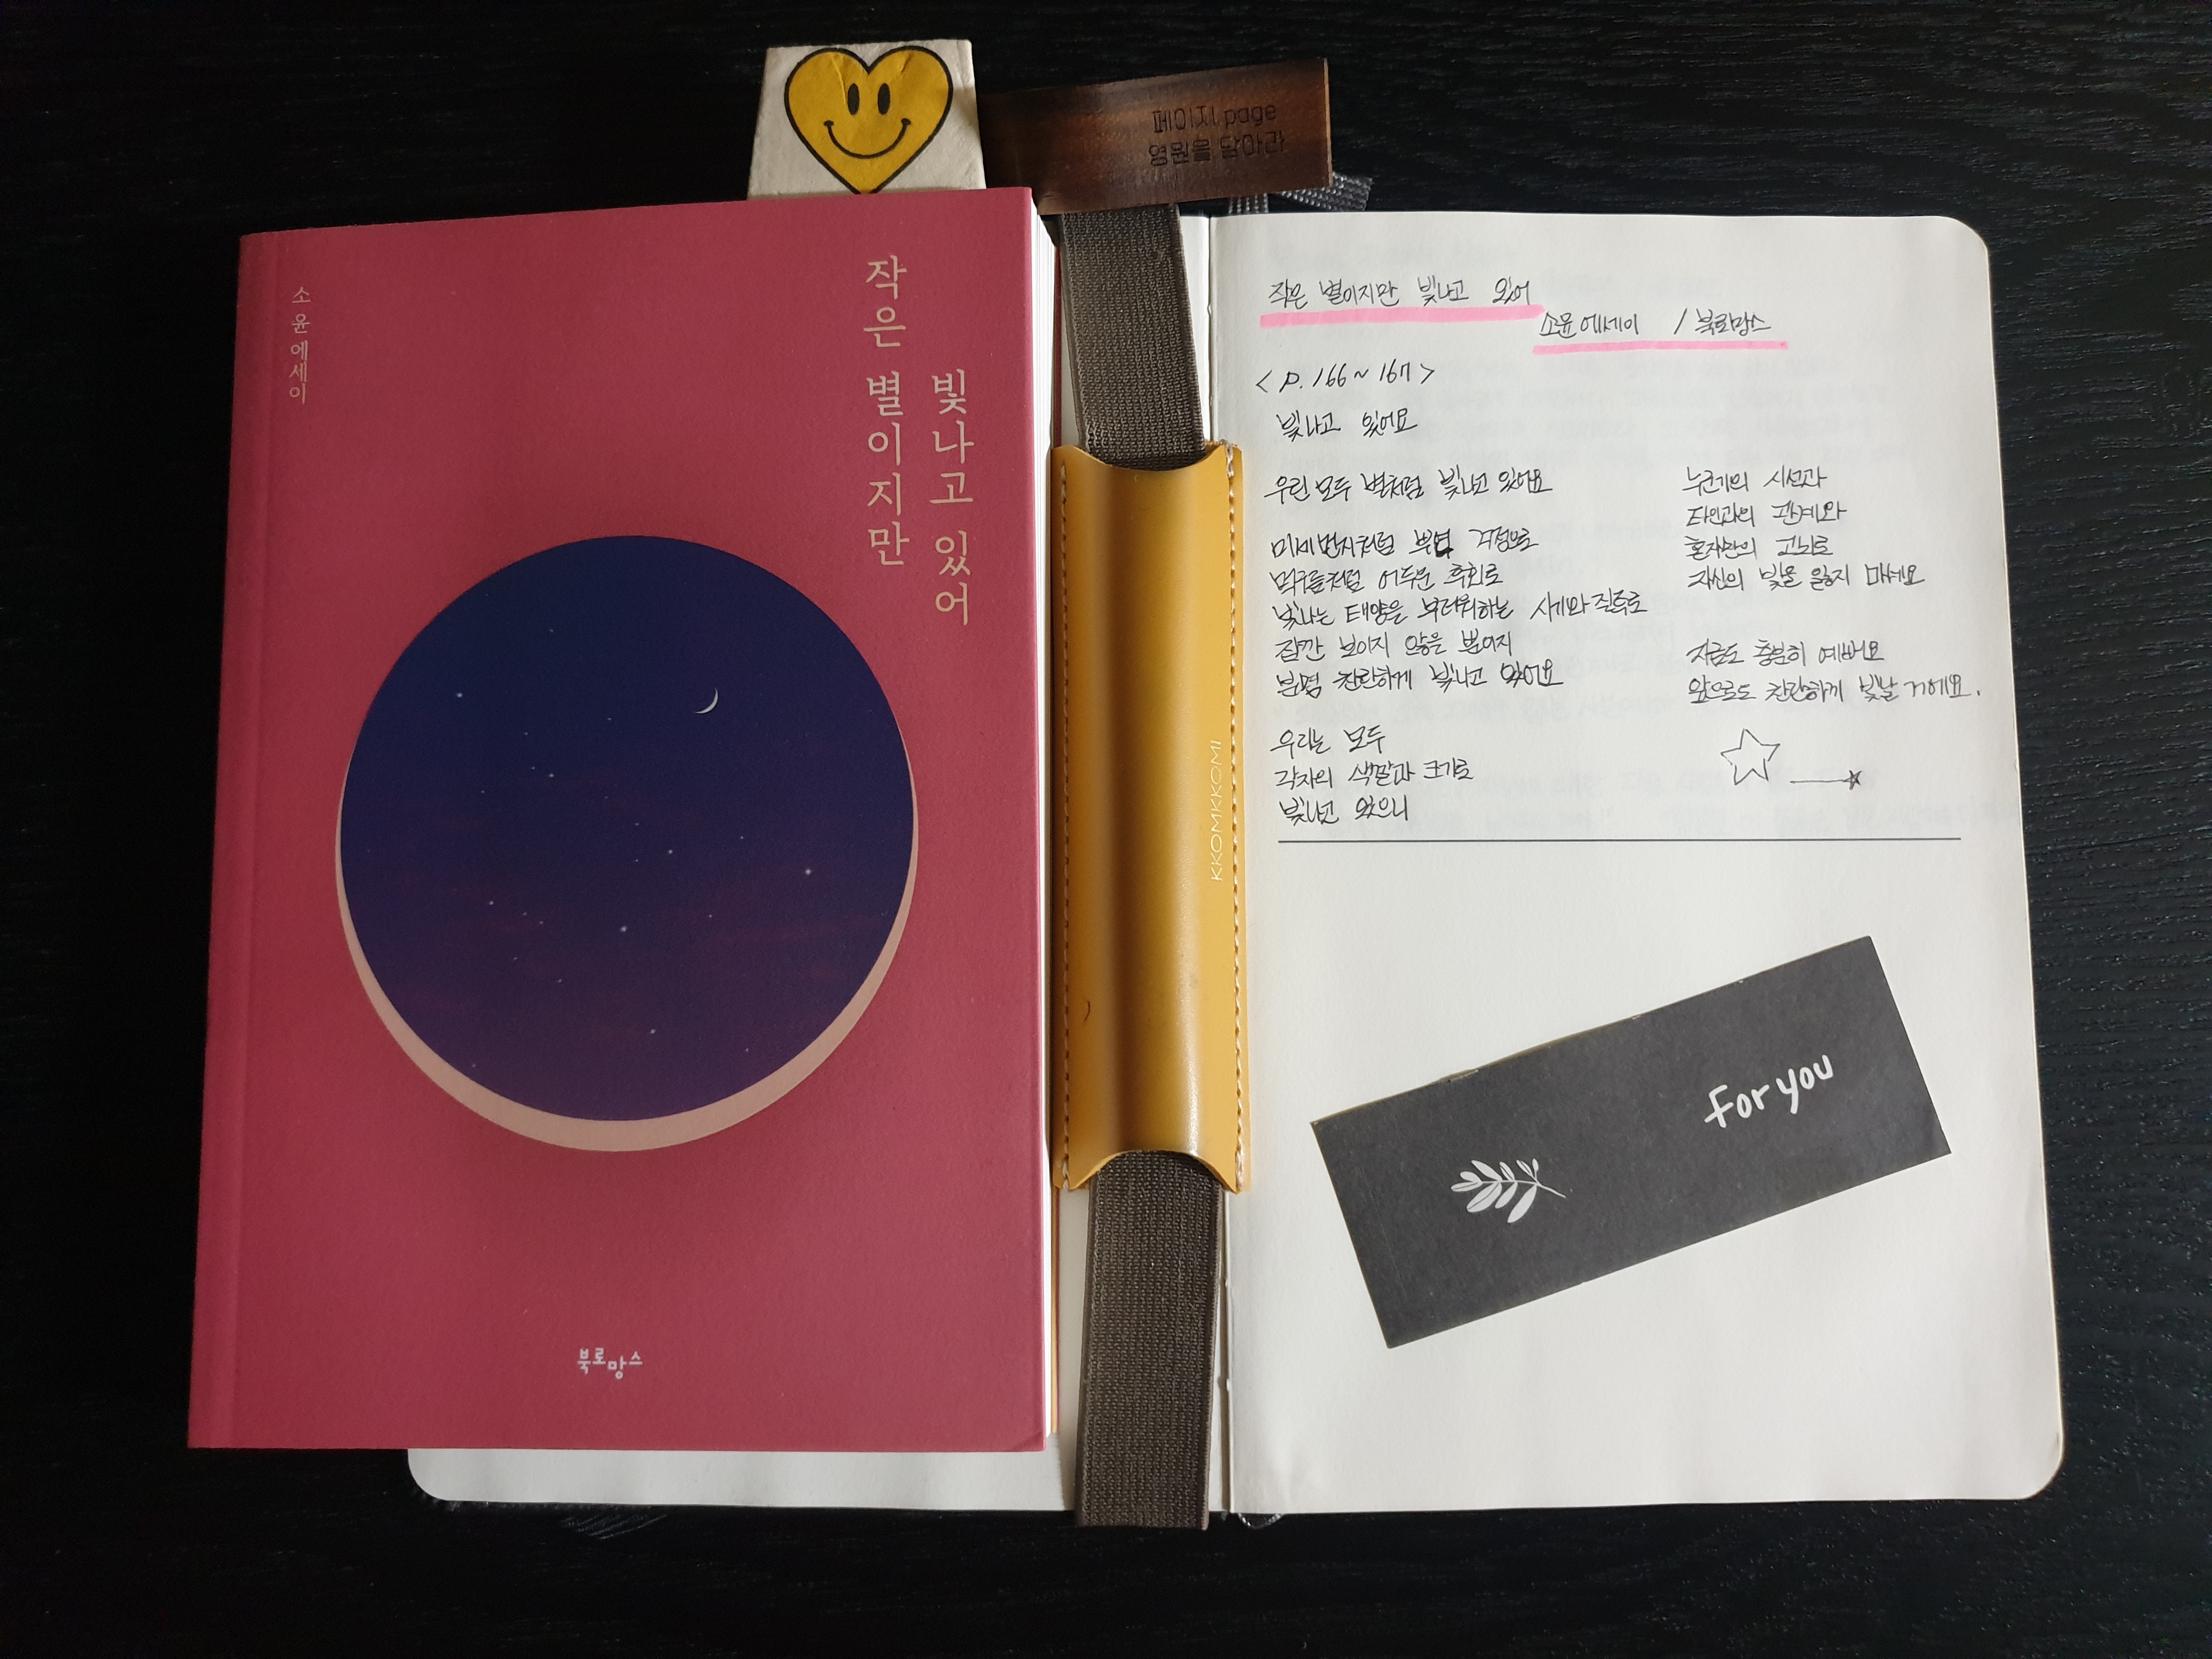 페이지 page
영원을 담아라
작은 별이지만
빛나고 있어
소윤 에세이
북로망스
KKOMKKOMI
작은 별이지만 빛나고 있어
소윤 에세이 / 북로망스
< p. 166 ~ 167 >
빛나고 있어요
우린 모두 별처럼 빛나고 있어요
미세먼지처럼 뿌연 걱정으로
먹구름처럼 어두운 후회로
빛나는 태양을 부러워하는 시기와 질투로
잠깐 보이지 않은 뿐이지
분명 찬란하게 빛나고 있어요
우리는 모두
각자의 색깔과 크기로
빛나고 있으니
누군가의 시선과
타인과의 관계와
혼자만의 고뇌로
자신의 빛을 잃지 마세요
지금도 충분히 예뻐요
앞으로도 찬란하게 빛날 거예요.
For you